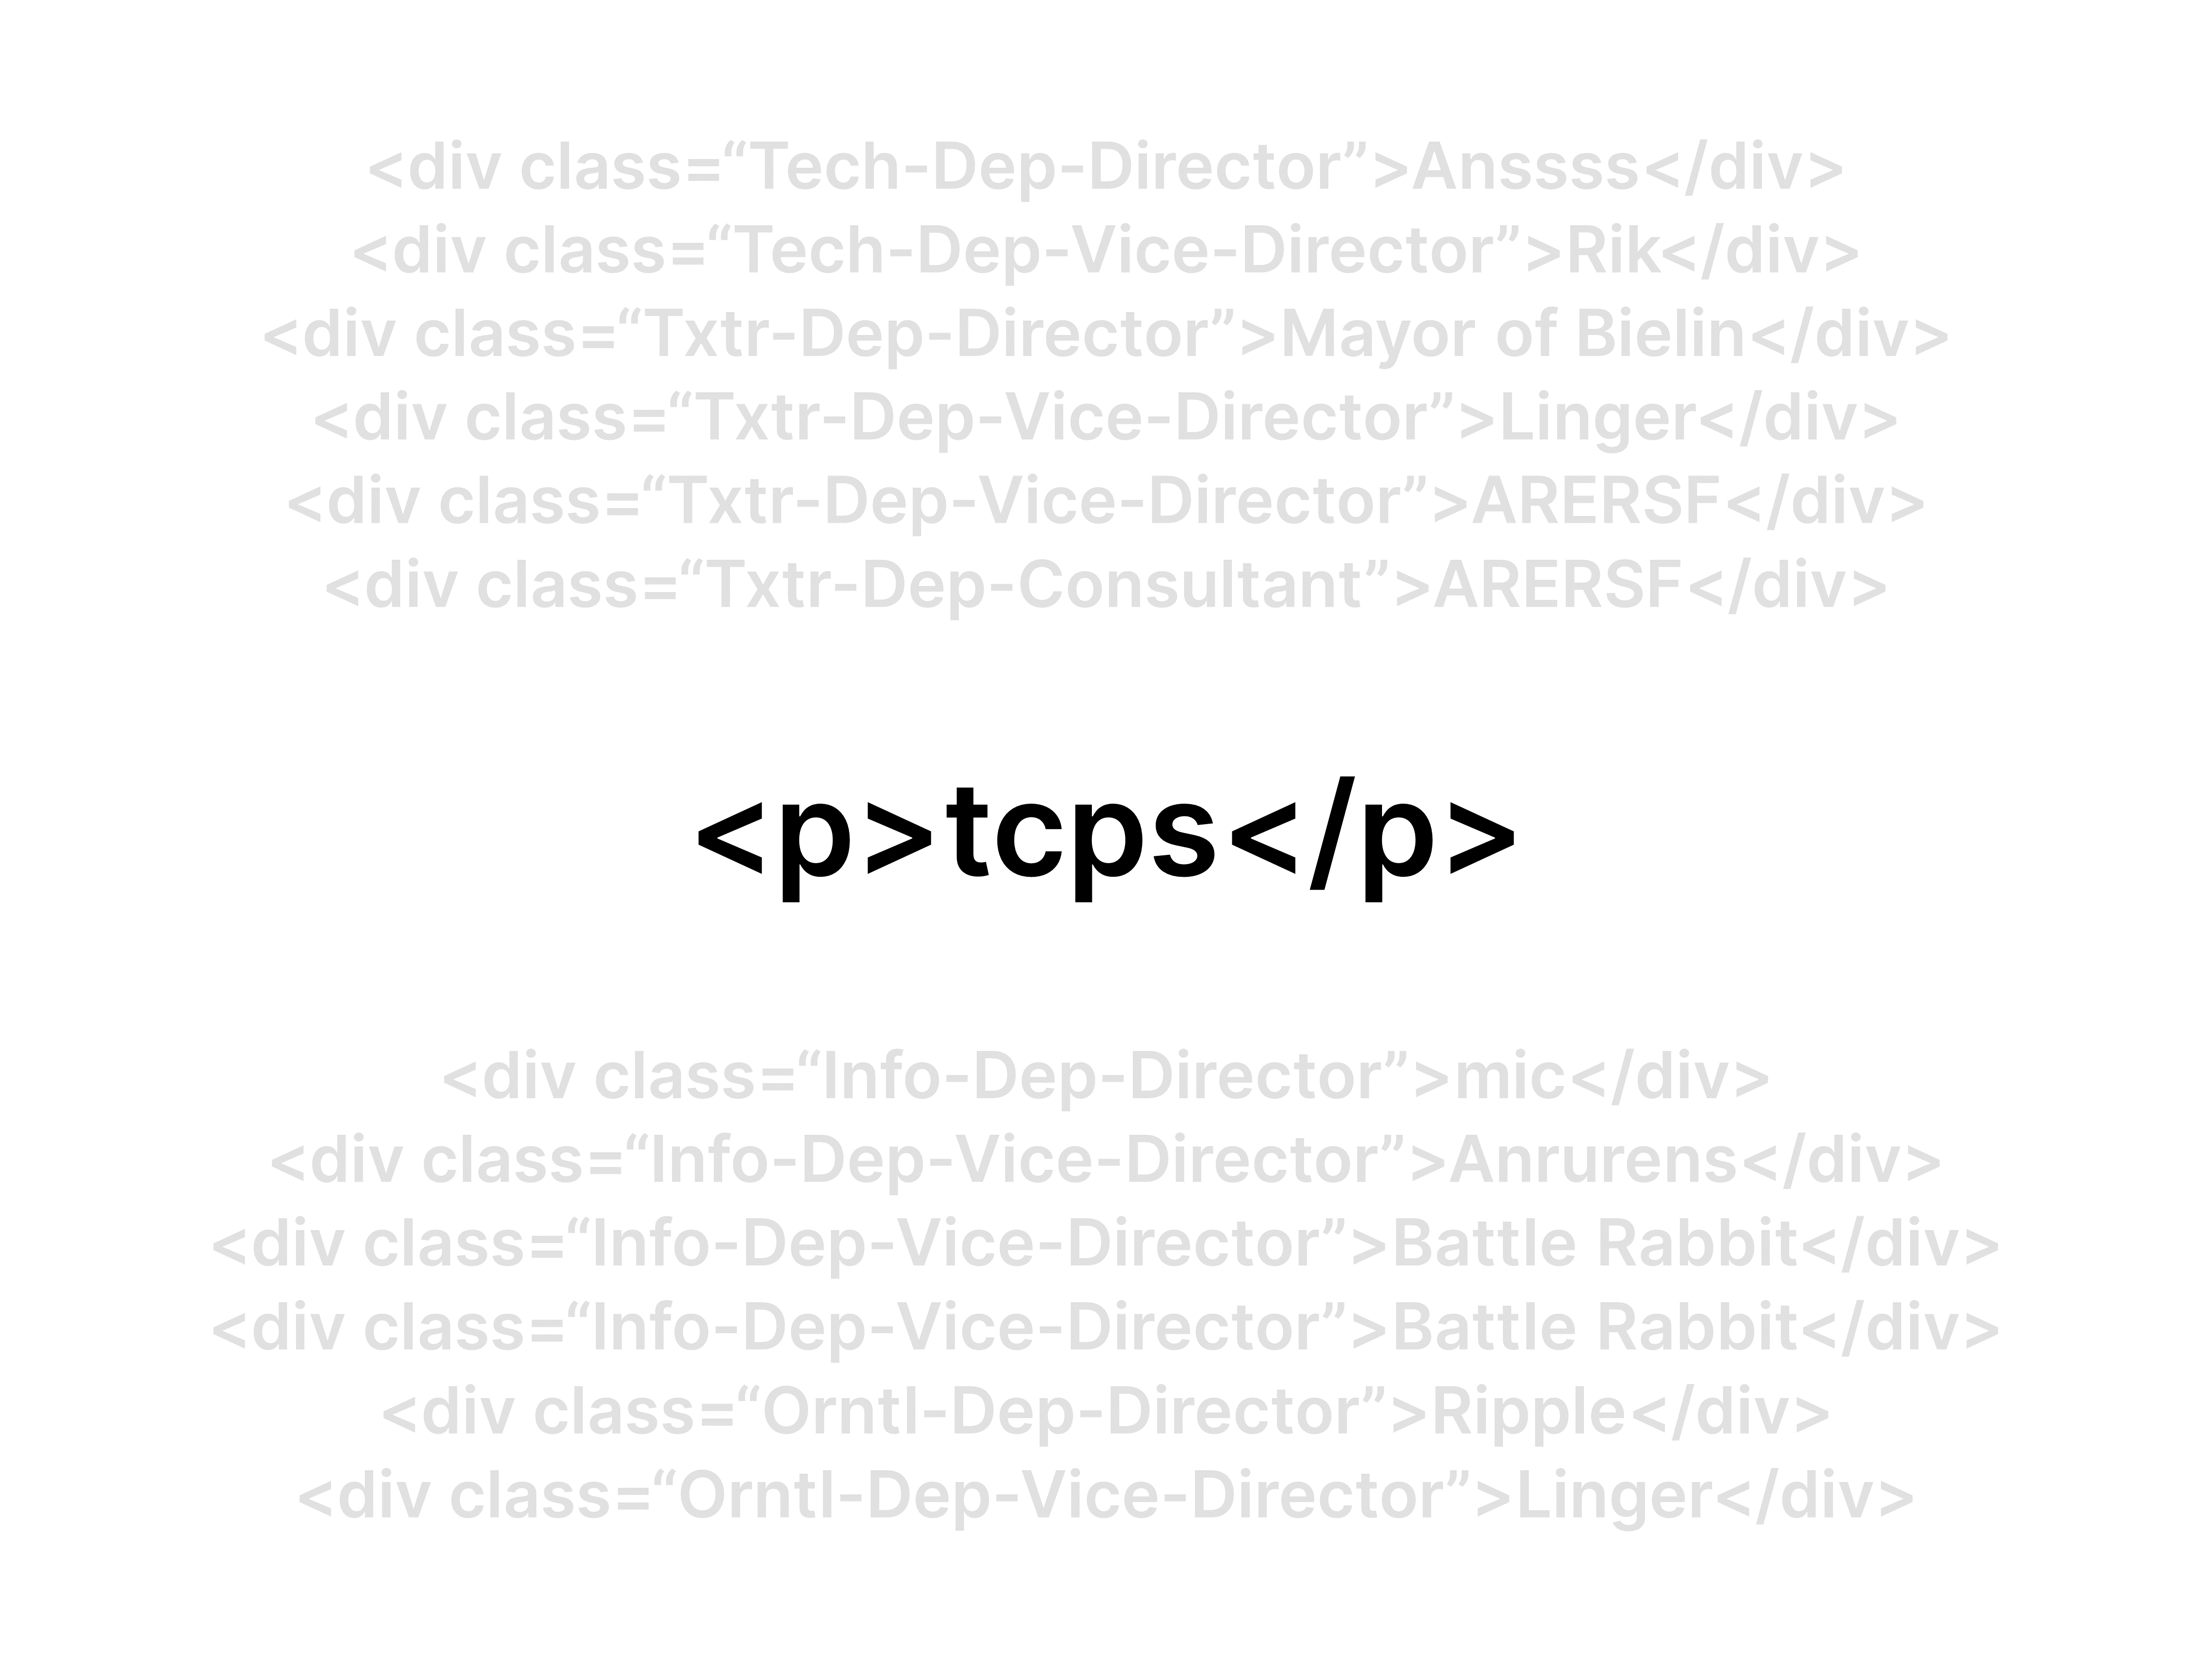 <div class=“Tech-Dep-Director”>Anssss</div>
<div class=“Tech-Dep-Vice-Director”>Rik</div>
<div class=“Txtr-Dep-Director”>Mayor of Bielin</div>
<div class=“Txtr-Dep-Vice-Director”>Linger</div>
<div class=“Txtr-Dep-Vice-Director”>ARERSF</div>
<div class=“Txtr-Dep-Consultant”>ARERSF</div>
<p>tcps</p>
<div class=“Info-Dep-Director”>mic</div>
<div class=“Info-Dep-Vice-Director”>Anrurens</div>
<div class=“Info-Dep-Vice-Director”>Battle Rabbit</div>
<div class=“Info-Dep-Vice-Director”>Battle Rabbit</div>
<div class=“Orntl-Dep-Director”>Ripple</div>
<div class=“Orntl-Dep-Vice-Director”>Linger</div>